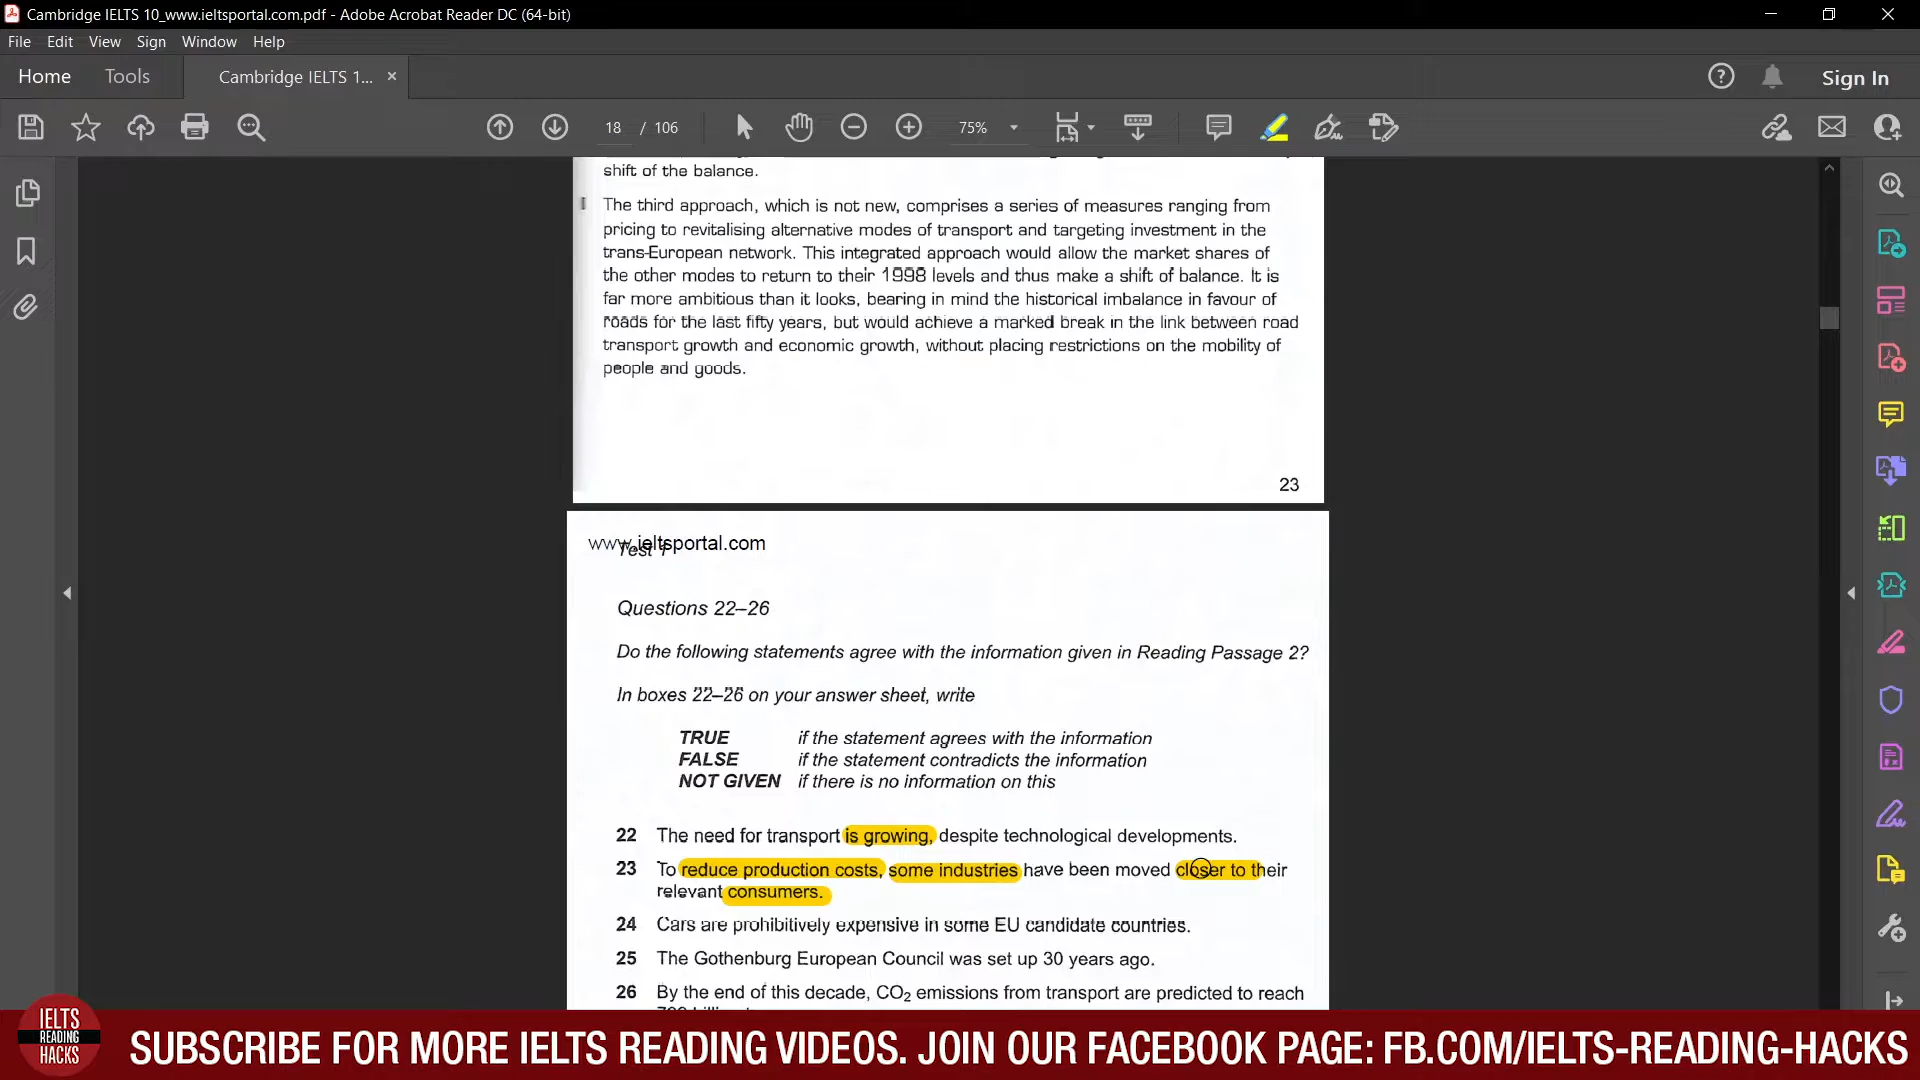 Cambridge IELTS 10_www.ieltsportal.com.pdf - Adobe Acrobat Reader DC (64-bit)
File Edit View Sign Window Help
Home Tools Cambridge IELTS 1... × Sign In
18 / 106 75%
shift of the balance.
I The third approach, which is not new, comprises a series of measures ranging from
pricing to revitalising alternative modes of transport and targeting investment in the
trans-European network. This integrated approach would allow the market shares of
the other modes to return to their 1998 levels and thus make a shift of balance. It is
far more ambitious than it looks, bearing in mind the historical imbalance in favour of
roads for the last fifty years, but would achieve a marked break in the link between road
transport growth and economic growth, without placing restrictions on the mobility of
people and goods.
23
www.ieltsportal.com
Test 1
Questions 22–26
Do the following statements agree with the information given in Reading Passage 2?
In boxes 22–26 on your answer sheet, write
TRUE if the statement agrees with the information
FALSE if the statement contradicts the information
NOT GIVEN if there is no information on this
22 The need for transport is growing, despite technological developments.
23 To reduce production costs, some industries have been moved closer to their
relevant consumers.
24 Cars are prohibitively expensive in some EU candidate countries.
25 The Gothenburg European Council was set up 30 years ago.
26 By the end of this decade, CO2 emissions from transport are predicted to reach
IELTS
READING
HACKS
SUBSCRIBE FOR MORE IELTS READING VIDEOS. JOIN OUR FACEBOOK PAGE: FB.COM/IELTS-READING-HACKS